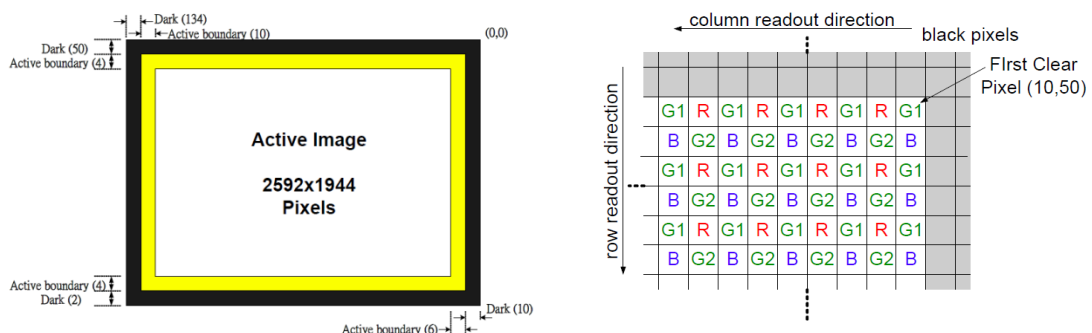 Dark (134)
Active boundary (10)
(0,0)
Dark (50)
Active boundary (4)
Active Image
2592x1944
Pixels
Active boundary (4)
Dark (2)
Dark (10)
Active boundary (6)
column readout direction
black pixels
FIrst Clear
Pixel (10,50)
row readout direction
G1 R G1 R G1 R G1 R G1
B G2 B G2 B G2 B G2 B
G1 R G1 R G1 R G1 R G1
B G2 B G2 B G2 B G2 B
G1 R G1 R G1 R G1 R G1
B G2 B G2 B G2 B G2 B